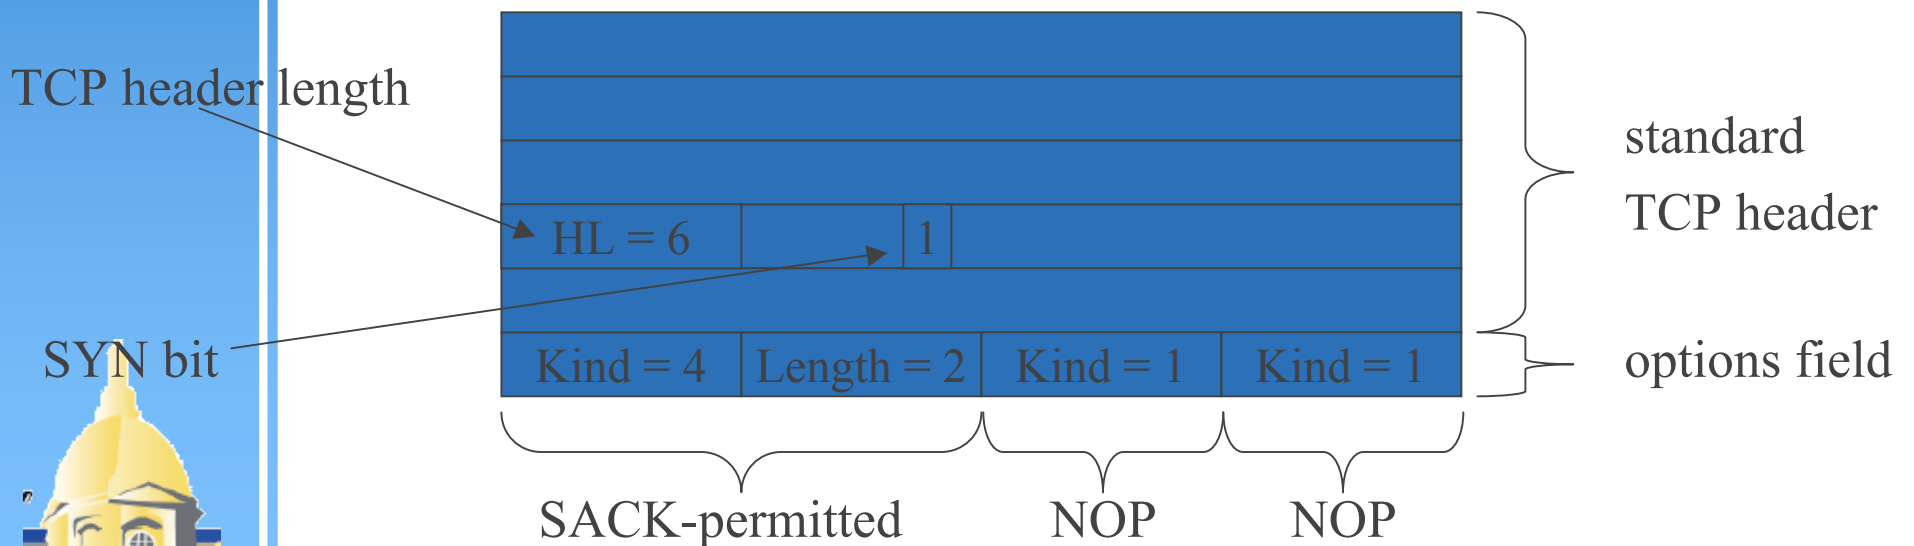 TCP header length
standard
TCP header
HL = 6
1
SYN bit
Kind = 4
Length = 2
Kind = 1
Kind = 1
options field
SACK-permitted
NOP
NOP